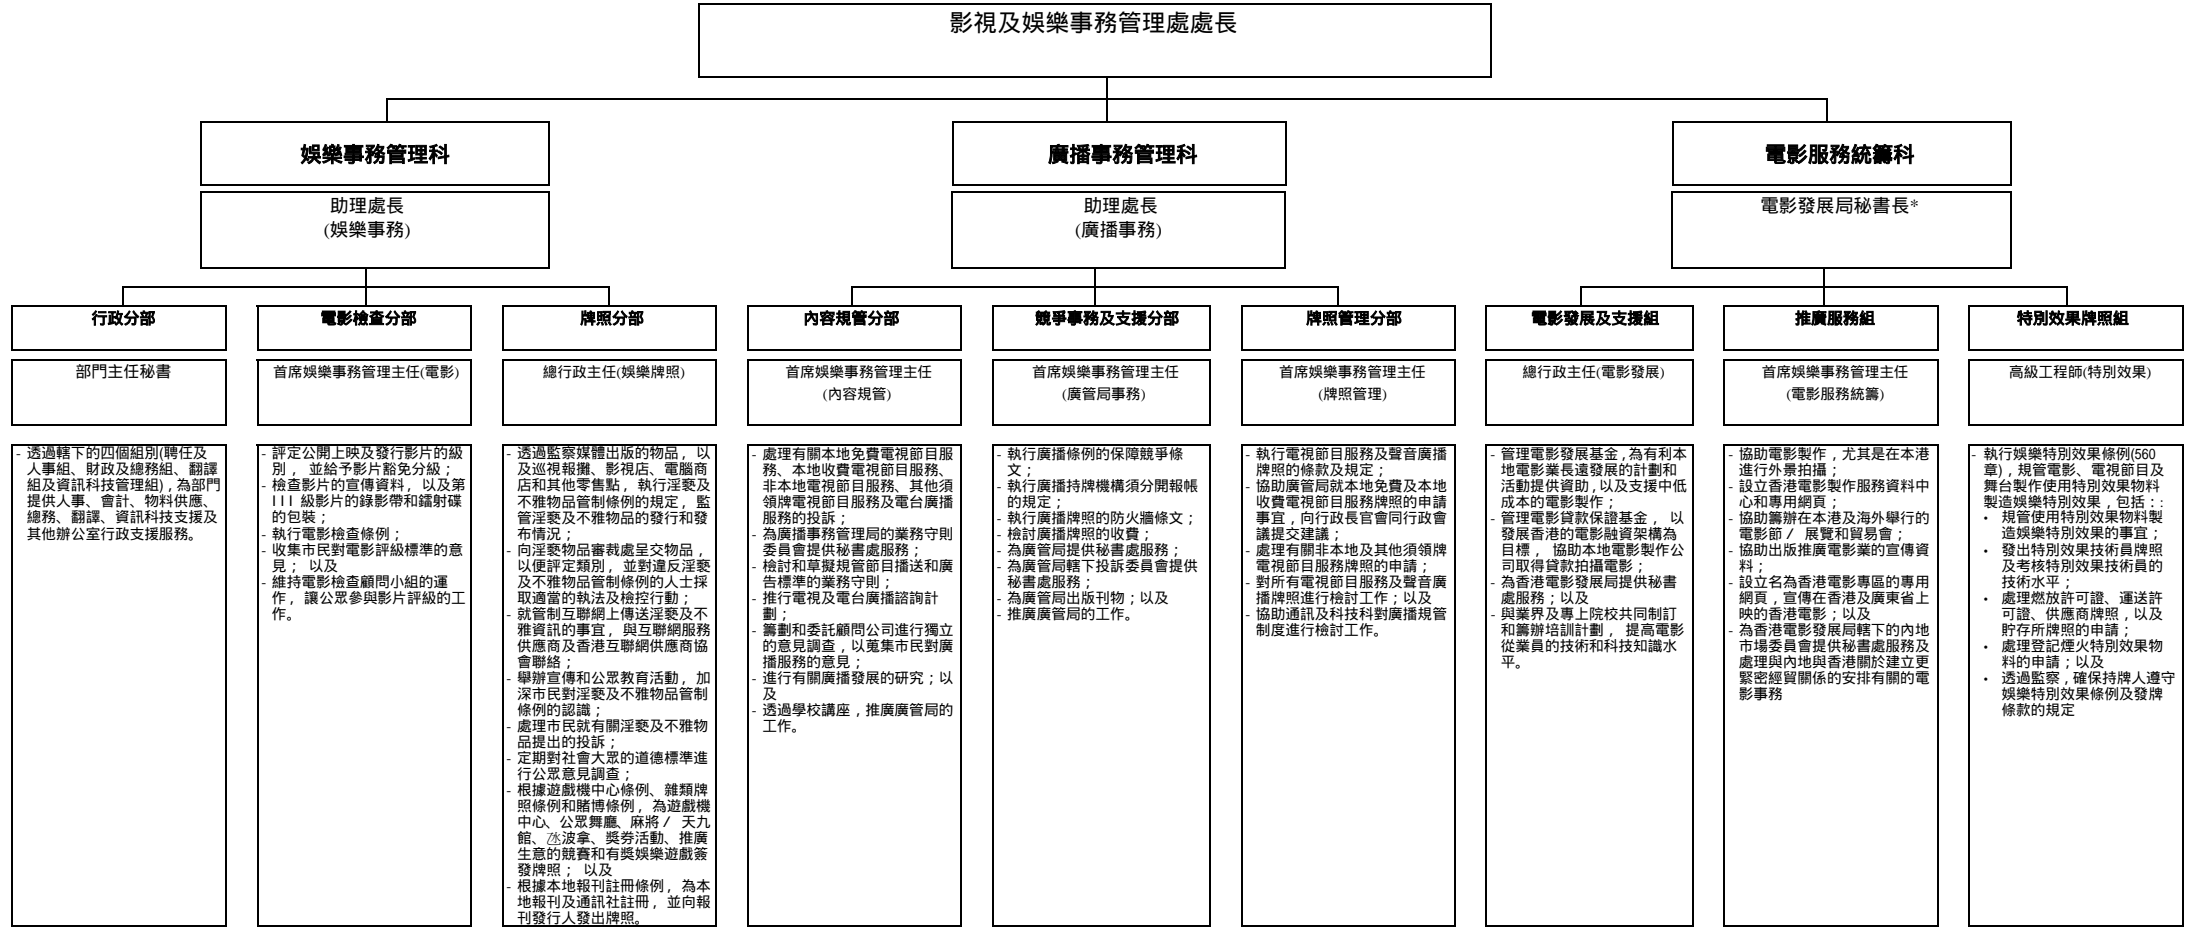 影視及娛樂事務管理處處長
娛樂事務管理科
助理處長
(娛樂事務)
廣播事務管理科
助理處長
(廣播事務)
電影服務統籌科
電影發展局秘書長*
行政分部
部門主任秘書
- 透過轄下的四個組別(聘任及
人事組、財政及總務組、翻譯
組及資訊科技管理組)，為部門
提供人事、會計、物料供應、
總務、翻譯、資訊科技支援及
其他辦公室行政支援服務。
電影檢查分部
首席娛樂事務管理主任(電影)
- 評定公開上映及發行影片的級
別， 並給予影片豁免分級；
- 檢查影片的宣傳資料， 以及第
III 級影片的錄影帶和鐳射碟
的包裝；
- 執行電影檢查條例；
- 收集市民對電影評級標準的意
見； 以及
- 維持電影檢查顧問小組的運
作， 讓公眾參與影片評級的工
作。
牌照分部
總行政主任(娛樂牌照)
- 透過監察媒體出版的物品， 以
及巡視報攤、影視店、電腦商
店和其他零售點， 執行淫褻及
不雅物品管制條例的規定， 監
管淫褻及不雅物品的發行和發
布情況；
- 向淫褻物品審裁處呈交物品，
以便評定類別， 並對違反淫褻
及不雅物品管制條例的人士採
取適當的執法及檢控行動；
- 就管制互聯網上傳送淫褻及不
雅資訊的事宜， 與互聯網服務
供應商及香港互聯網供應商協
會聯絡；
- 舉辦宣傳和公眾教育活動， 加
深市民對淫褻及不雅物品管制
條例的認識；
- 處理市民就有關淫褻及不雅物
品提出的投訴；
- 定期對社會大眾的道德標準進
行公眾意見調查；
- 根據遊戲機中心條例、雜類牌
照條例和賭博條例， 為遊戲機
中心、公眾舞廳、麻將/ 天九
館、冰波拿、獎券活動、推廣
生意的競賽和有獎娛樂遊戲簽
發牌照； 以及
- 根據本地報刊註冊條例， 為本
地報刊及通訊社註冊， 並向報
刊發行人發出牌照。
內容規管分部
首席娛樂事務管理主任
(內容規管)
- 處理有關本地免費電視節目服
務、本地收費電視節目服務、
非本地電視節目服務、其他須
領牌電視節目服務及電台廣播
服務的投訴；
- 為廣播事務管理局的業務守則
委員會提供秘書處服務；
- 檢討和草擬規管節目播送和廣
告標準的業務守則；
- 推行電視及電台廣播諮詢計
劃；
- 籌劃和委託顧問公司進行獨立
的意見調查，以蒐集市民對廣
播服務的意見；
- 進行有關廣播發展的研究；以
及
- 透過學校講座，推廣廣管局的
工作。
競爭事務及支援分部
首席娛樂事務管理主任
(廣管局事務)
- 執行廣播條例的保障競爭條
文；
- 執行廣播持牌機構須分開報帳
的規定；
- 執行廣播牌照的防火牆條文；
- 檢討廣播牌照的收費；
- 為廣管局提供秘書處服務；
- 為廣管局轄下投訴委員會提供
秘書處服務；
- 為廣管局出版刊物；以及
- 推廣廣管局的工作。
牌照管理分部
首席娛樂事務管理主任
(牌照管理)
- 執行電視節目服務及聲音廣播
牌照的條款及規定；
- 協助廣管局就本地免費及本地
收費電視節目服務牌照的申請
事宜，向行政長官會同行政會
議提交建議；
- 處理有關非本地及其他須領牌
電視節目服務牌照的申請；
- 對所有電視節目服務及聲音廣
播牌照進行檢討工作；以及
- 協助通訊及科技科對廣播規管
制度進行檢討工作。
電影發展及支援組
總行政主任(電影發展)
- 管理電影發展基金，為有利本
地電影業長遠發展的計劃和
活動提供資助，以及支援中低
成本的電影製作；
- 管理電影貸款保證基金， 以
發展香港的電影融資架構為
目標， 協助本地電影製作公
司取得貸款拍攝電影；
- 為香港電影發展局提供秘書
處服務；以及
- 與業界及專上院校共同制訂
和籌辦培訓計劃， 提高電影
從業員的技術和科技知識水
平。
推廣服務組
首席娛樂事務管理主任
(電影服務統籌)
- 協助電影製作，尤其是在本港
進行外景拍攝；
- 設立香港電影製作服務資料中
心和專用網頁；
- 協助籌辦在本港及海外舉行的
電影節/ 展覽和貿易會；
- 協助出版推廣電影業的宣傳資
料；
- 設立名為香港電影專區的專用
網頁，宣傳在香港及廣東省上
映的香港電影；以及
- 為香港電影發展局轄下的內地
市場委員會提供秘書處服務及
處理與內地與香港關於建立更
緊密經貿關係的安排有關的電
影事務
特別效果牌照組
高級工程師(特別效果)
- 執行娛樂特別效果條例(560
章)，規管電影、電視節目及
舞台製作使用特別效果物料
製造娛樂特別效果，包括：:
• 規管使用特別效果物料製
造娛樂特別效果的事宜；
• 發出特別效果技術員牌照
及考核特別效果技術員的
技術水平；
• 處理燃放許可證、運送許
可證、供應商牌照，以及
貯存所牌照的申請；
• 處理登記煙火特別效果物
料的申請；以及
• 透過監察，確保持牌人遵守
娛樂特別效果條例及發牌
條款的規定